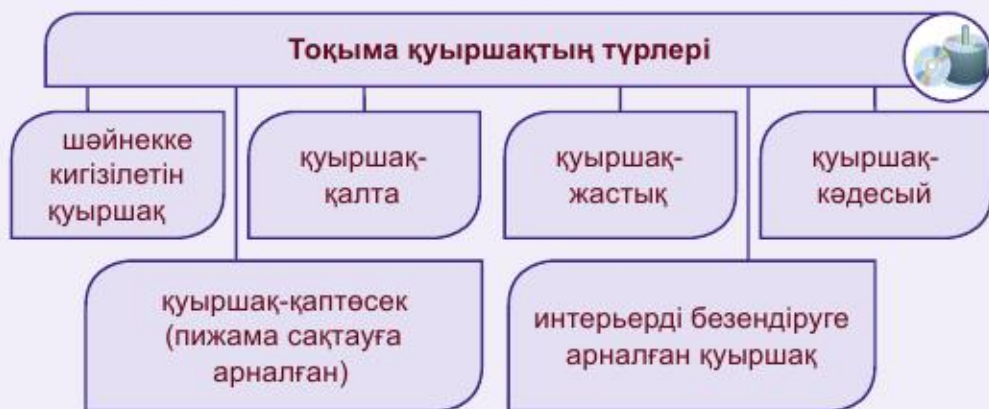 Тоқыма қуыршақтың түрлері
шәйнекке
кигізілетін
қуыршақ
қуыршақ-
қалта
қуыршақ-
жастық
қуыршақ-
кәдесый
қуыршақ-қаптөсек
(пижама сақтауға
арналған)
интерьерді безендіруге
арналған қуыршақ